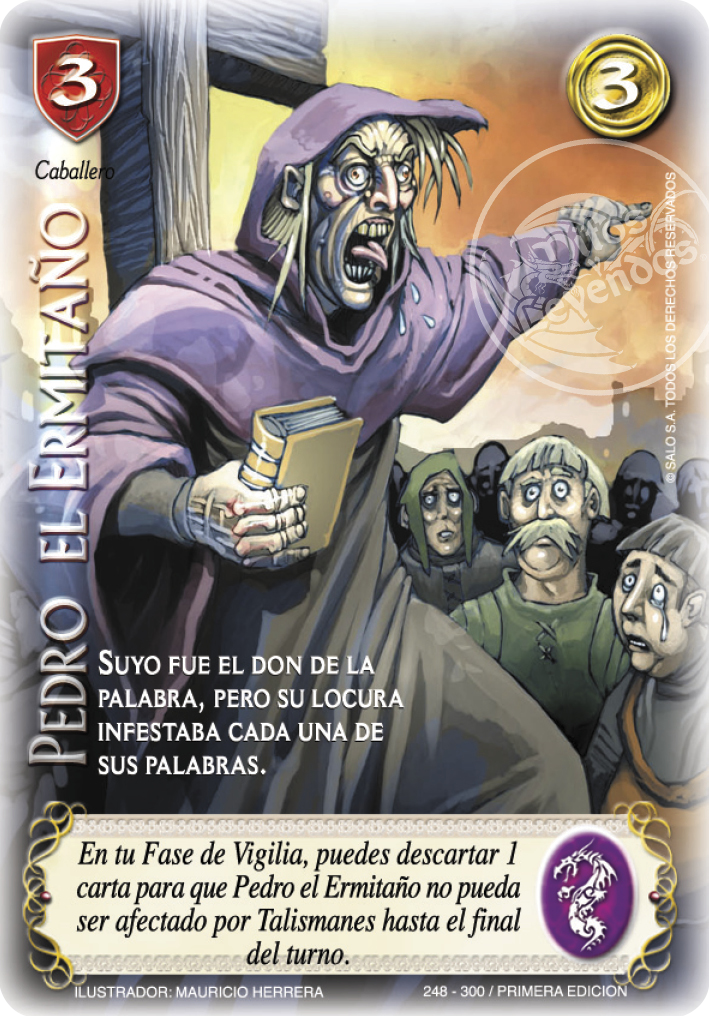 3
3
Caballero
PEDRO EL ERMITAÑO
mitos
y leyendas
© SALO S.A. TODOS LOS DERECHOS RESERVADOS
SUYO FUE EL DON DE LA
PALABRA, PERO SU LOCURA
INFESTABA CADA UNA DE
SUS PALABRAS.
En tu Fase de Vigilia, puedes descartar 1
carta para que Pedro el Ermitaño no pueda
ser afectado por Talismanes hasta el final
del turno.
ILUSTRADOR: MAURICIO HERRERA
248 - 300 / PRIMERA EDICION